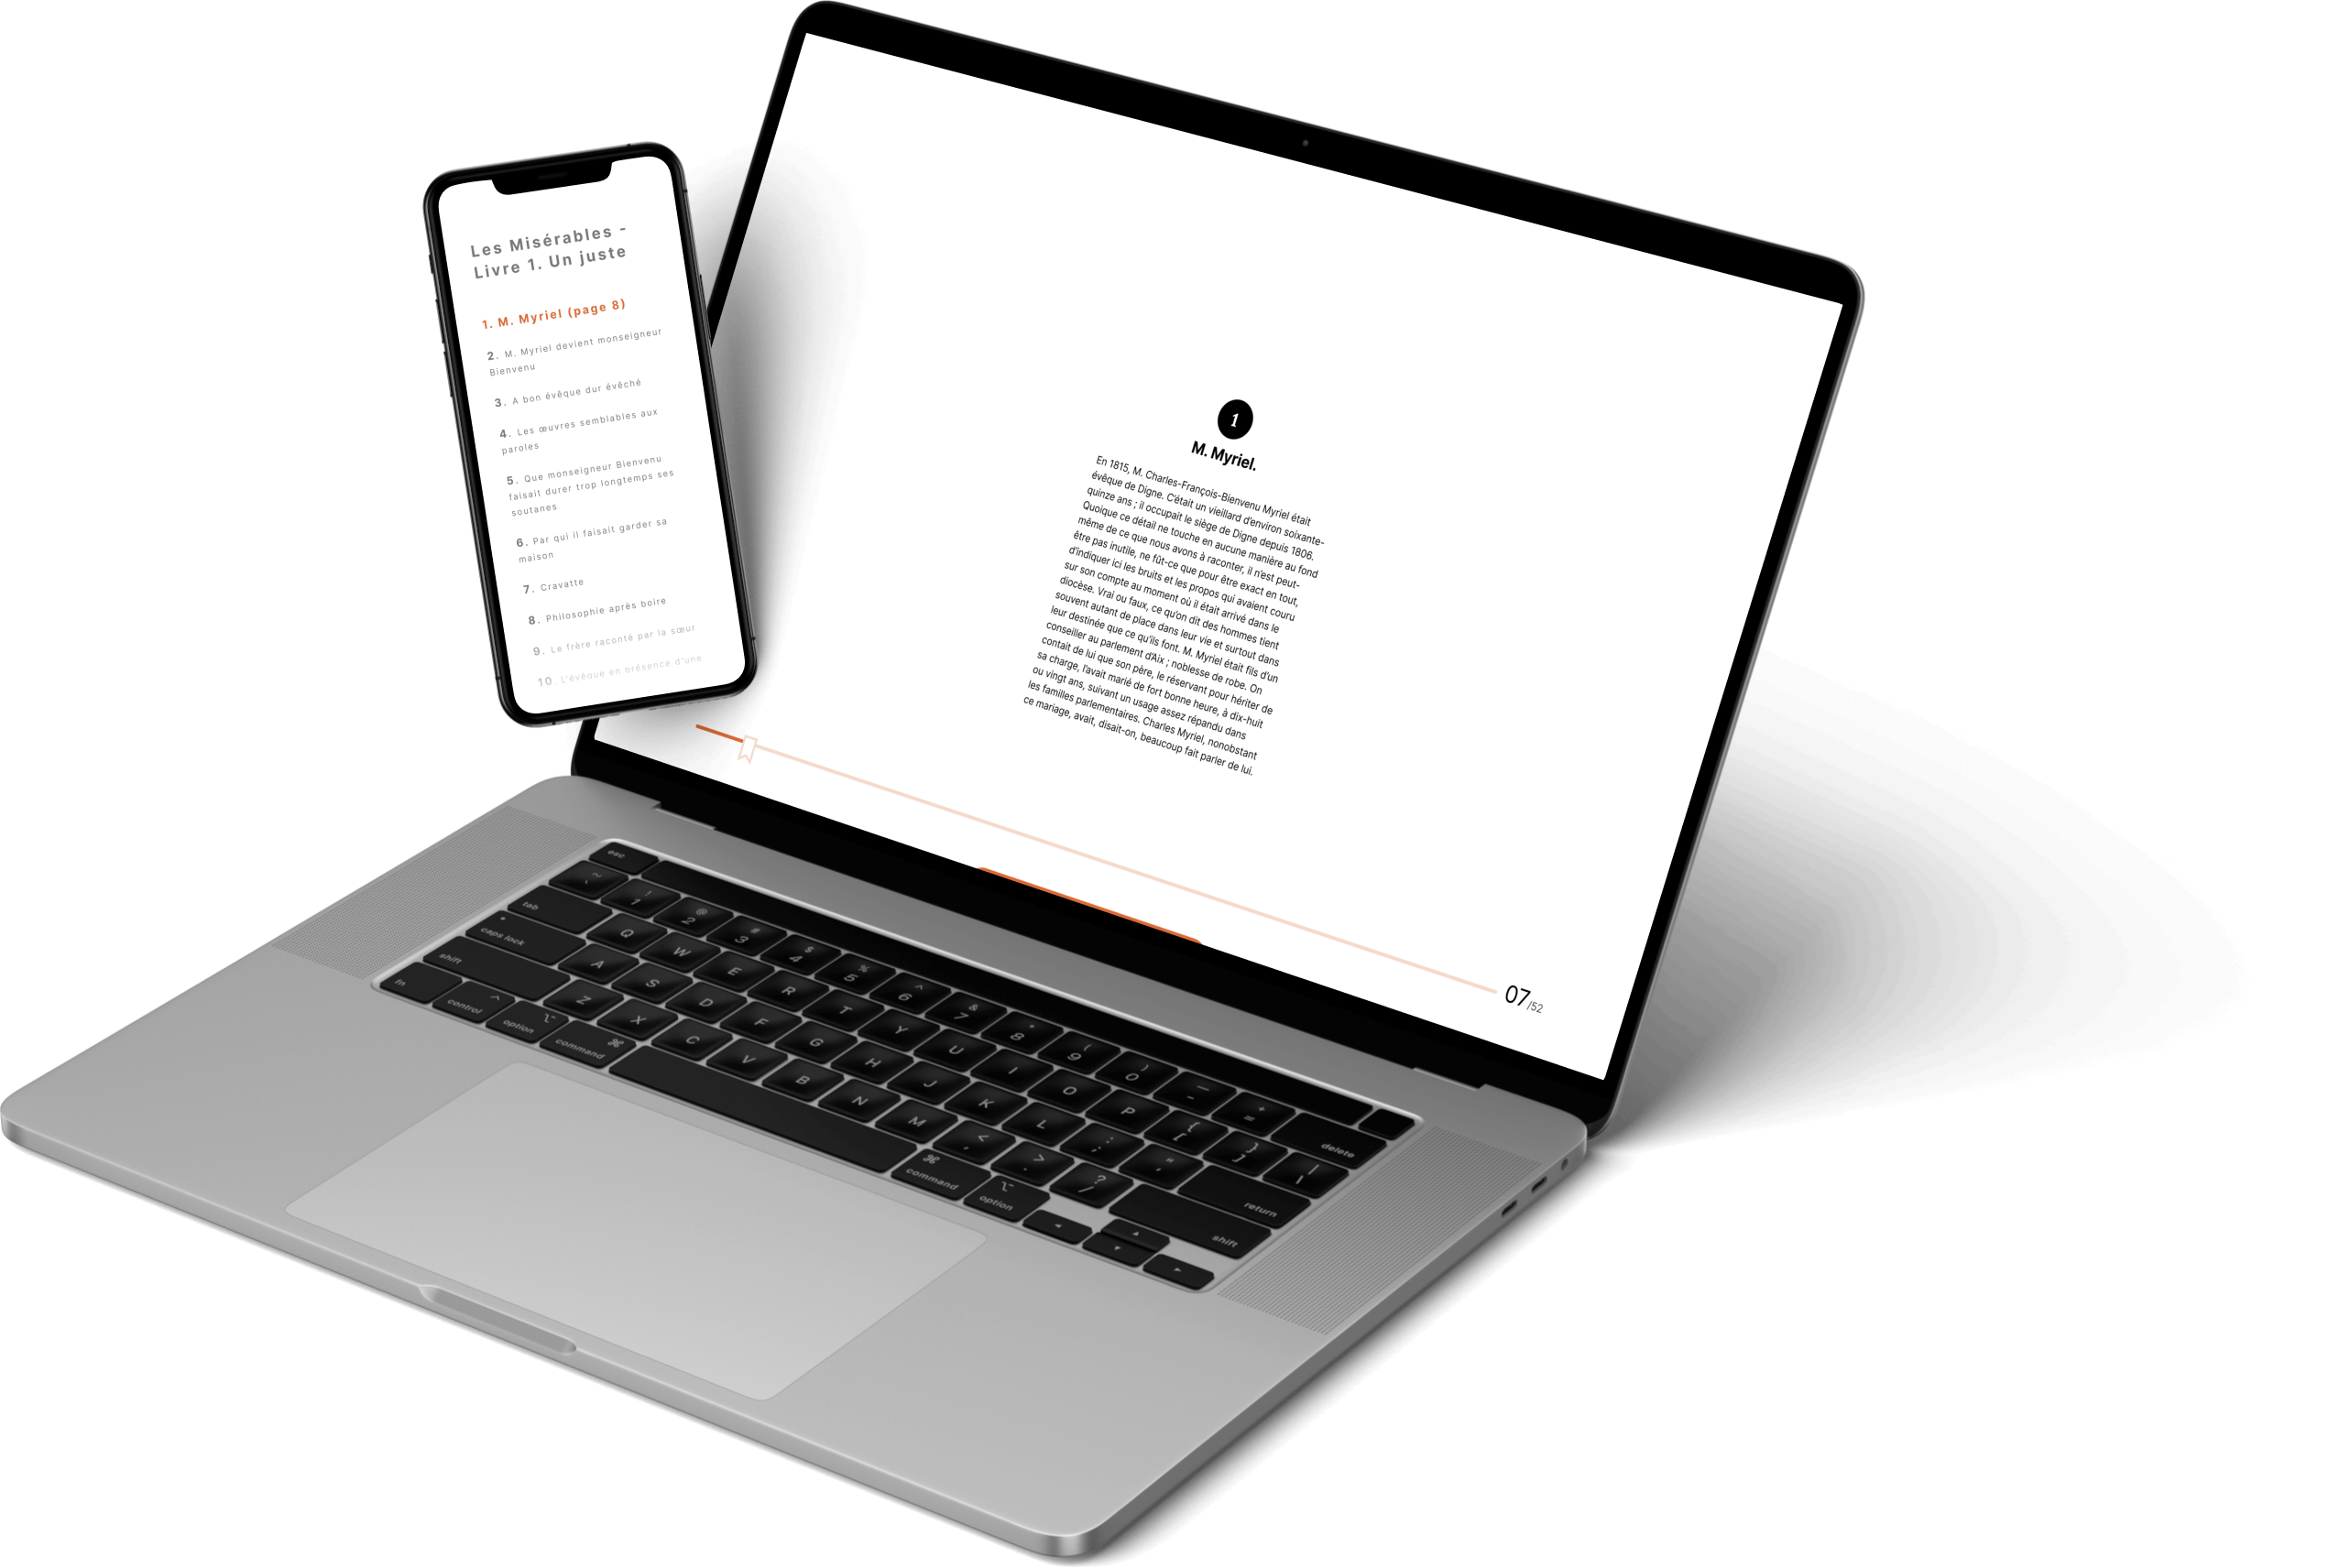 Les Misérables -
Livre 1. Un juste
1. M. Myriel (page 8)
2. M. Myriel devient monseigneur
Bienvenu
3. A bon évêque dur évêché
4. Les œuvres semblables aux
paroles
5. Que monseigneur Bienvenu
faisait durer trop longtemps ses
soutanes
6. Par qui il faisait garder sa
maison
7. Cravatte
8. Philosophie après boire
9. Le frère raconté par la sœur
10. L'évêque en présence d'une
1
M. Myriel.
En 1815, M. Charles-François-Bienvenu Myriel était
évêque de Digne. C'était un vieillard d'environ soixante-
quinze ans ; il occupait le siège de Digne depuis 1806.
Quoique ce détail ne touche en aucune manière au fond
même de ce que nous avons à raconter, il n'est peut-
être pas inutile, ne fût-ce que pour être exact en tout,
d'indiquer ici les bruits et les propos qui avaient couru
sur son compte au moment où il était arrivé dans le
diocèse. Vrai ou faux, ce qu'on dit des hommes tient
souvent autant de place dans leur vie et surtout dans
leur destinée que ce qu'ils font. M. Myriel était fils d'un
conseiller au parlement d'Aix ; noblesse de robe. On
contait de lui que son père, le réservant pour hériter de
sa charge, l'avait marié de fort bonne heure, à dix-huit
ou vingt ans, suivant un usage assez répandu dans
les familles parlementaires. Charles Myriel, nonobstant
ce mariage, avait, disait-on, beaucoup fait parler de lui.
07/52
esc
~ `
! 1
@ 2
# 3
$ 4
% 5
^ 6
& 7
* 8
( 9
) 0
— -
+ =
delete
tab
Q W E R T Y U I O P { [ } ] | \
caps lock
A S D F G H J K L : ; " '
return
shift
Z X C V B N M < , > . ? /
shift
fn
control
option
command
command
option